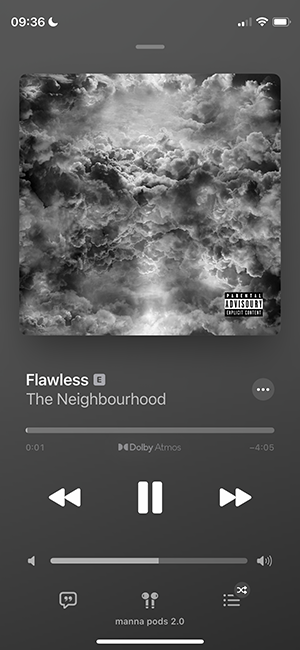 09:36
PARENTAL
ADVISORY
EXPLICIT CONTENT
Flawless E
The Neighbourhood
0:01 Dolby Atmos -4:05
manna pods 2.0